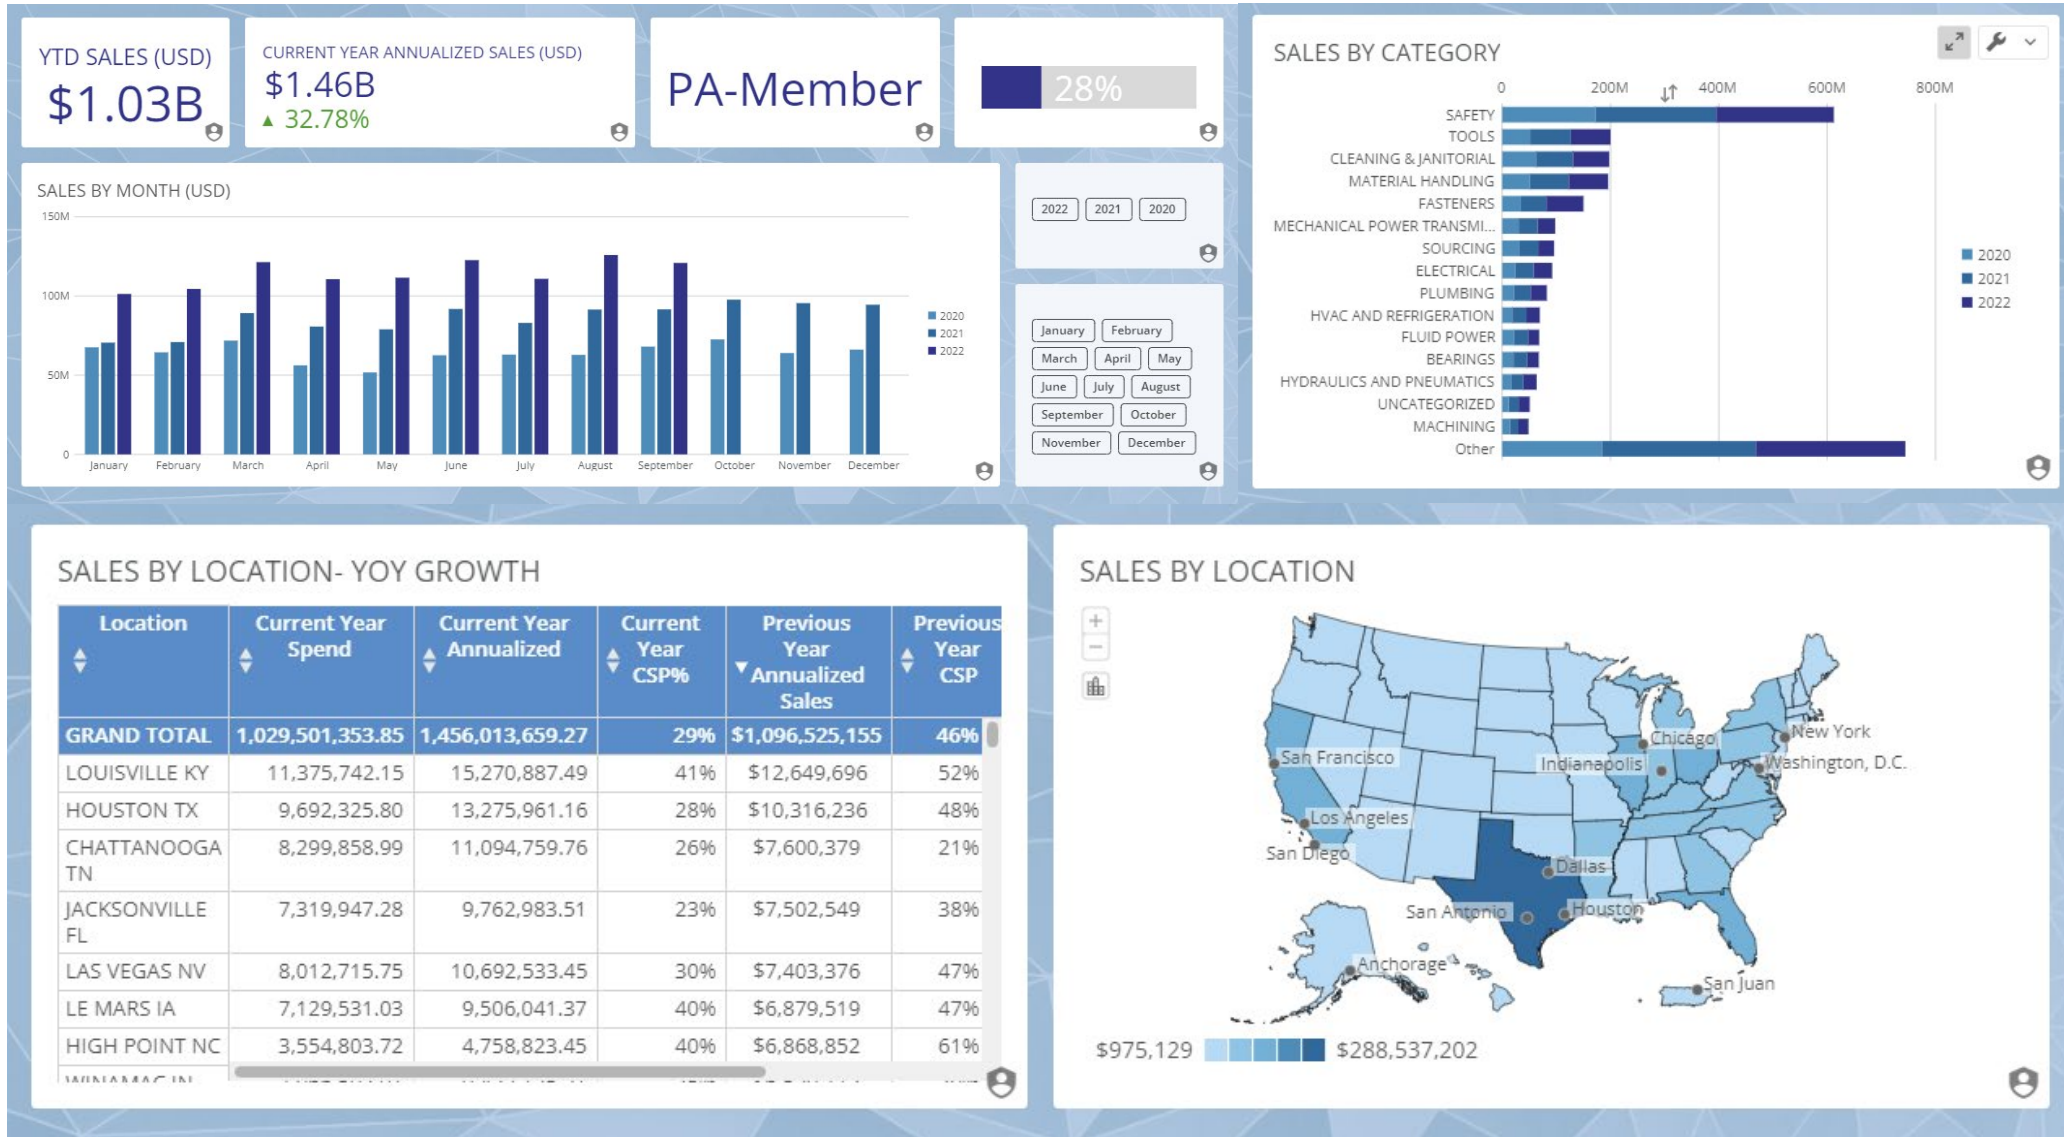 YTD SALES (USD)
$1.03B
CURRENT YEAR ANNUALIZED SALES (USD)
$1.46B
▲ 32.78%
PA-Member
28%
SALES BY MONTH (USD)
150M
100M
50M
0
January February March April May June July August September October November December
2020
2021
2022
2022 2021 2020
January February
March April May
June July August
September October
November December
SALES BY CATEGORY
0 200M 400M 600M 800M
SAFETY
TOOLS
CLEANING & JANITORIAL
MATERIAL HANDLING
FASTENERS
MECHANICAL POWER TRANSMI...
SOURCING
ELECTRICAL
PLUMBING
HVAC AND REFRIGERATION
FLUID POWER
BEARINGS
HYDRAULICS AND PNEUMATICS
UNCATEGORIZED
MACHINING
Other
2020
2021
2022
SALES BY LOCATION- YOY GROWTH
Location
Current Year
Spend
Current Year
Annualized
Current
Year
CSP%
Previous
Year
Annualized
Sales
Previous
Year
CSP
GRAND TOTAL 1,029,501,353.85 1,456,013,659.27 29% $1,096,525,155 46%
LOUISVILLE KY 11,375,742.15 15,270,887.49 41% $12,649,696 52%
HOUSTON TX 9,692,325.80 13,275,961.16 28% $10,316,236 48%
CHATTANOOGA 8,299,858.99 11,094,759.76 26% $7,600,379 21%
TN
JACKSONVILLE 7,319,947.28 9,762,983.51 23% $7,502,549 38%
FL
LAS VEGAS NV 8,012,715.75 10,692,533.45 30% $7,403,376 47%
LE MARS IA 7,129,531.03 9,506,041.37 40% $6,879,519 47%
HIGH POINT NC 3,554,803.72 4,758,823.45 40% $6,868,852 61%
WINAMAC IN
SALES BY LOCATION
+
−
New York
Chicago
San Francisco
Indianapolis
Washington, D.C.
Los Angeles
San Diego
Dallas
San Antonio
Houston
Anchorage
San Juan
$975,129 $288,537,202